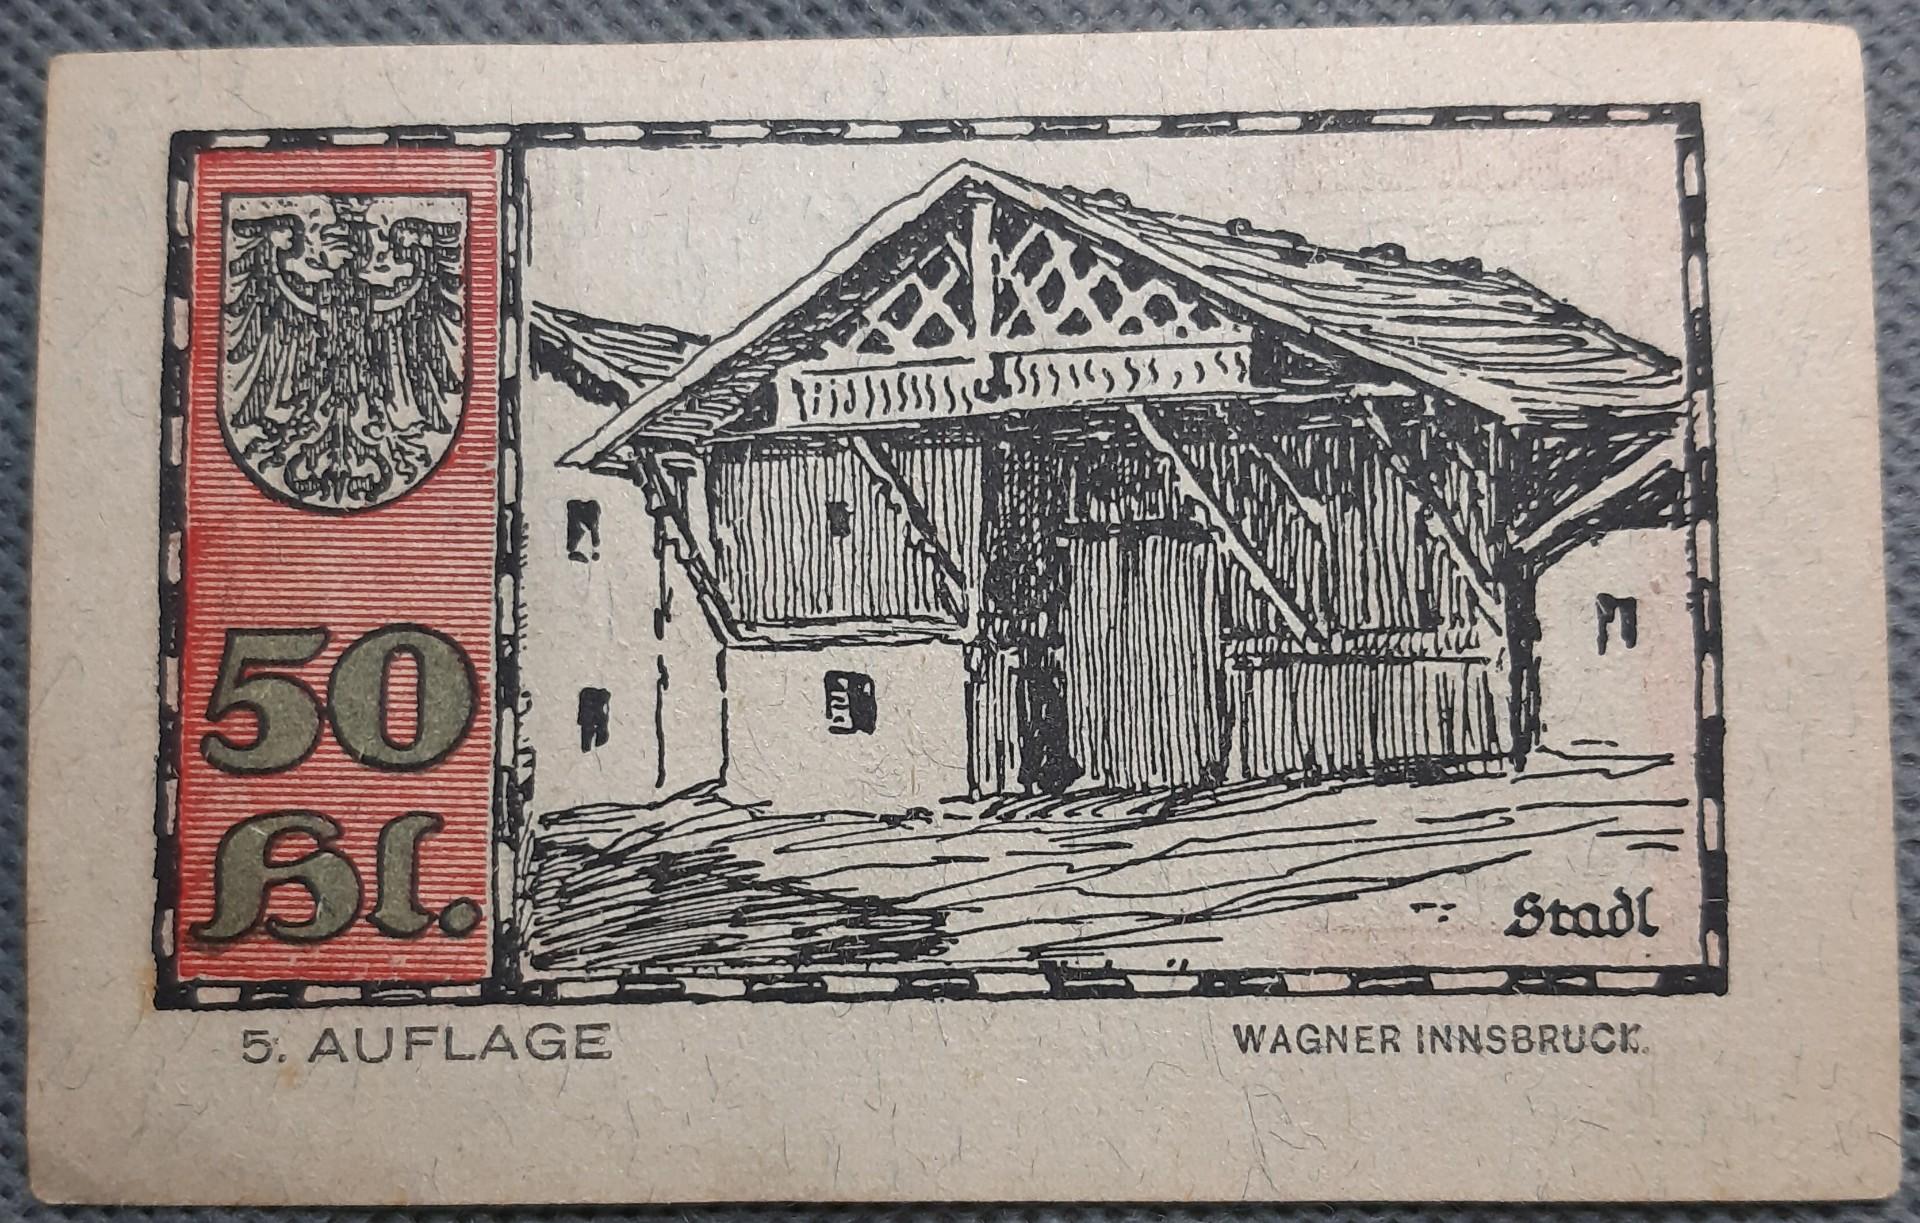 50
Hl.
Stadl
5. AUFLAGE
WAGNER INNSBRUCK.